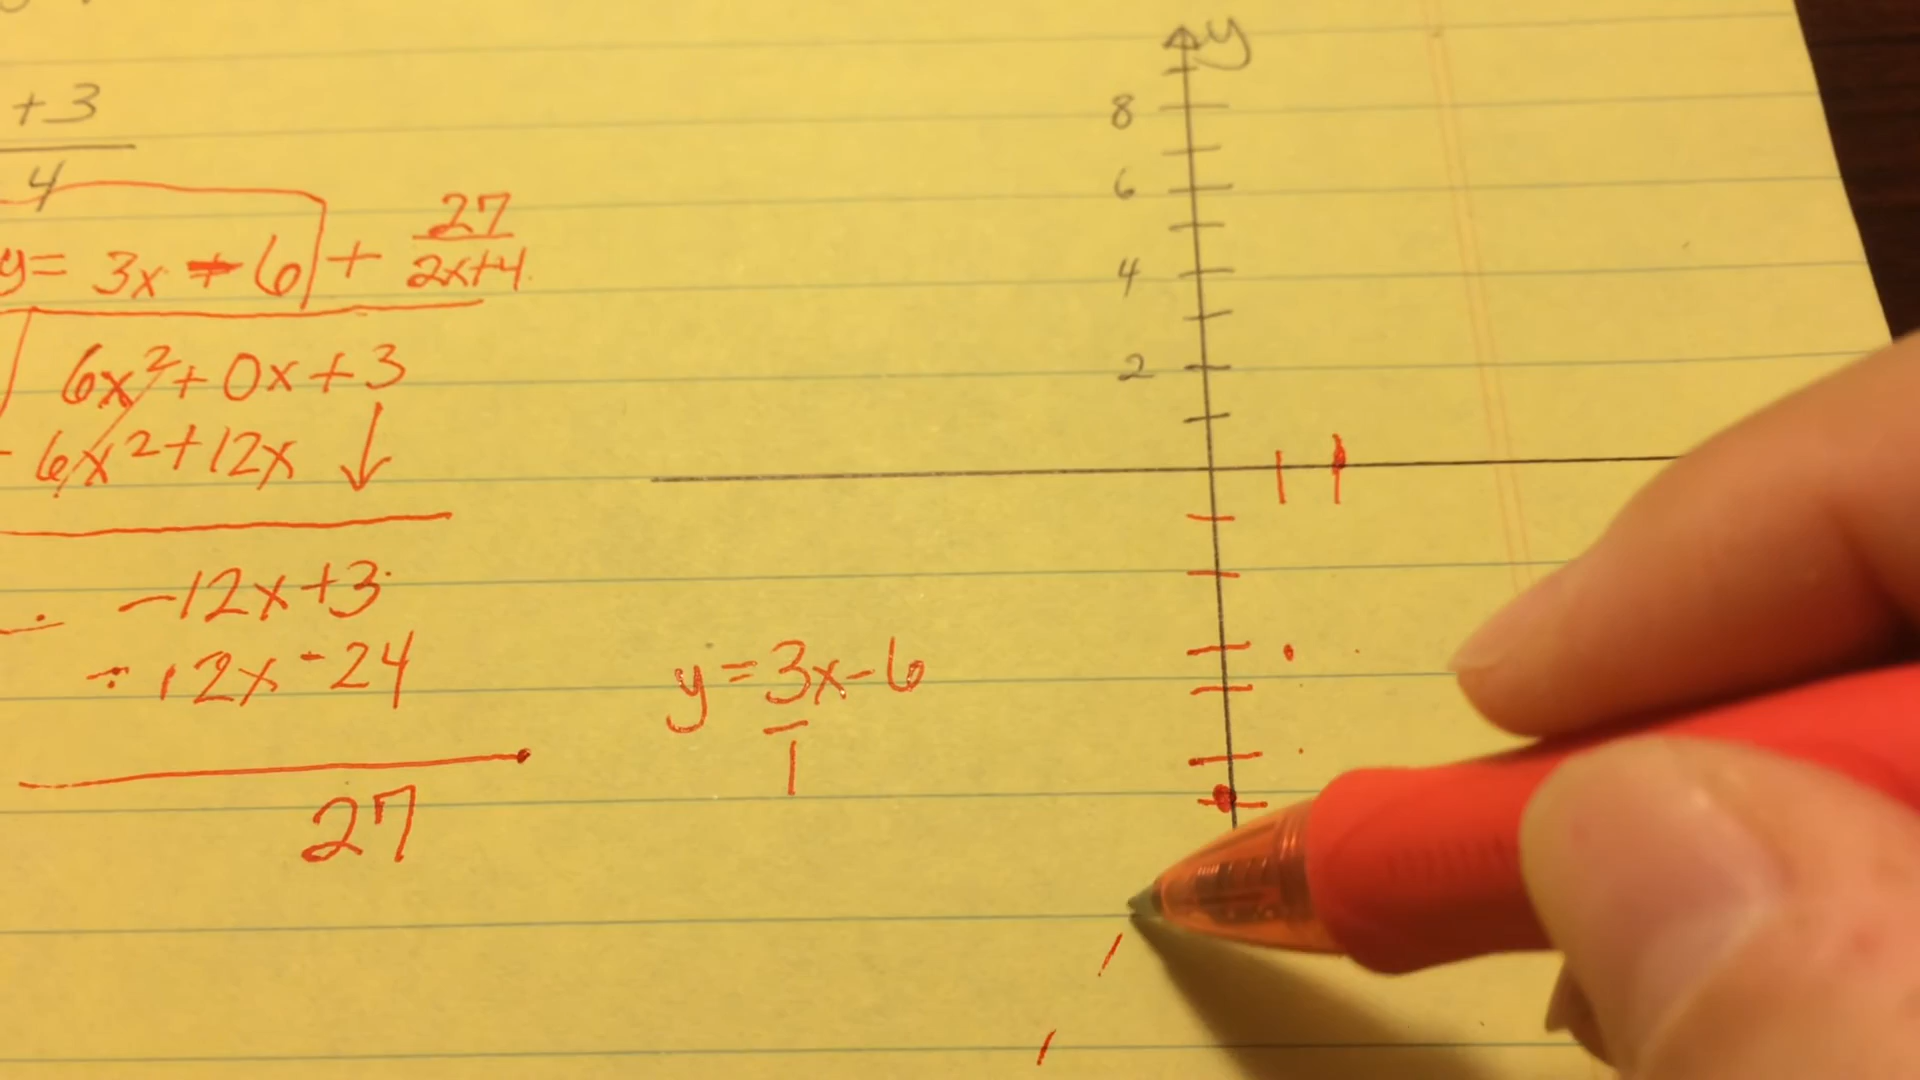 +3
4
y= 3x - 6 + 27
2x+4
6x²+0x+3
- 6x²+12x
-12x+3
12x-24
27
y=3x-6
1
y
8
6
4
2